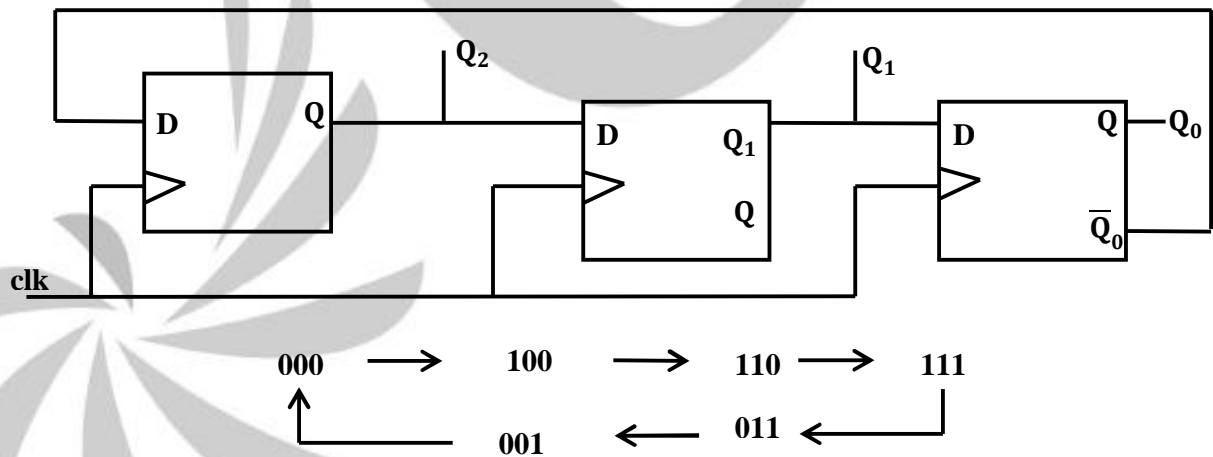 Q₂
Q₁
D
Q
D
Q₁
Q
D
Q
Q₀
Q̅₀
clk
000 → 100 → 110 → 111
001 ← 011